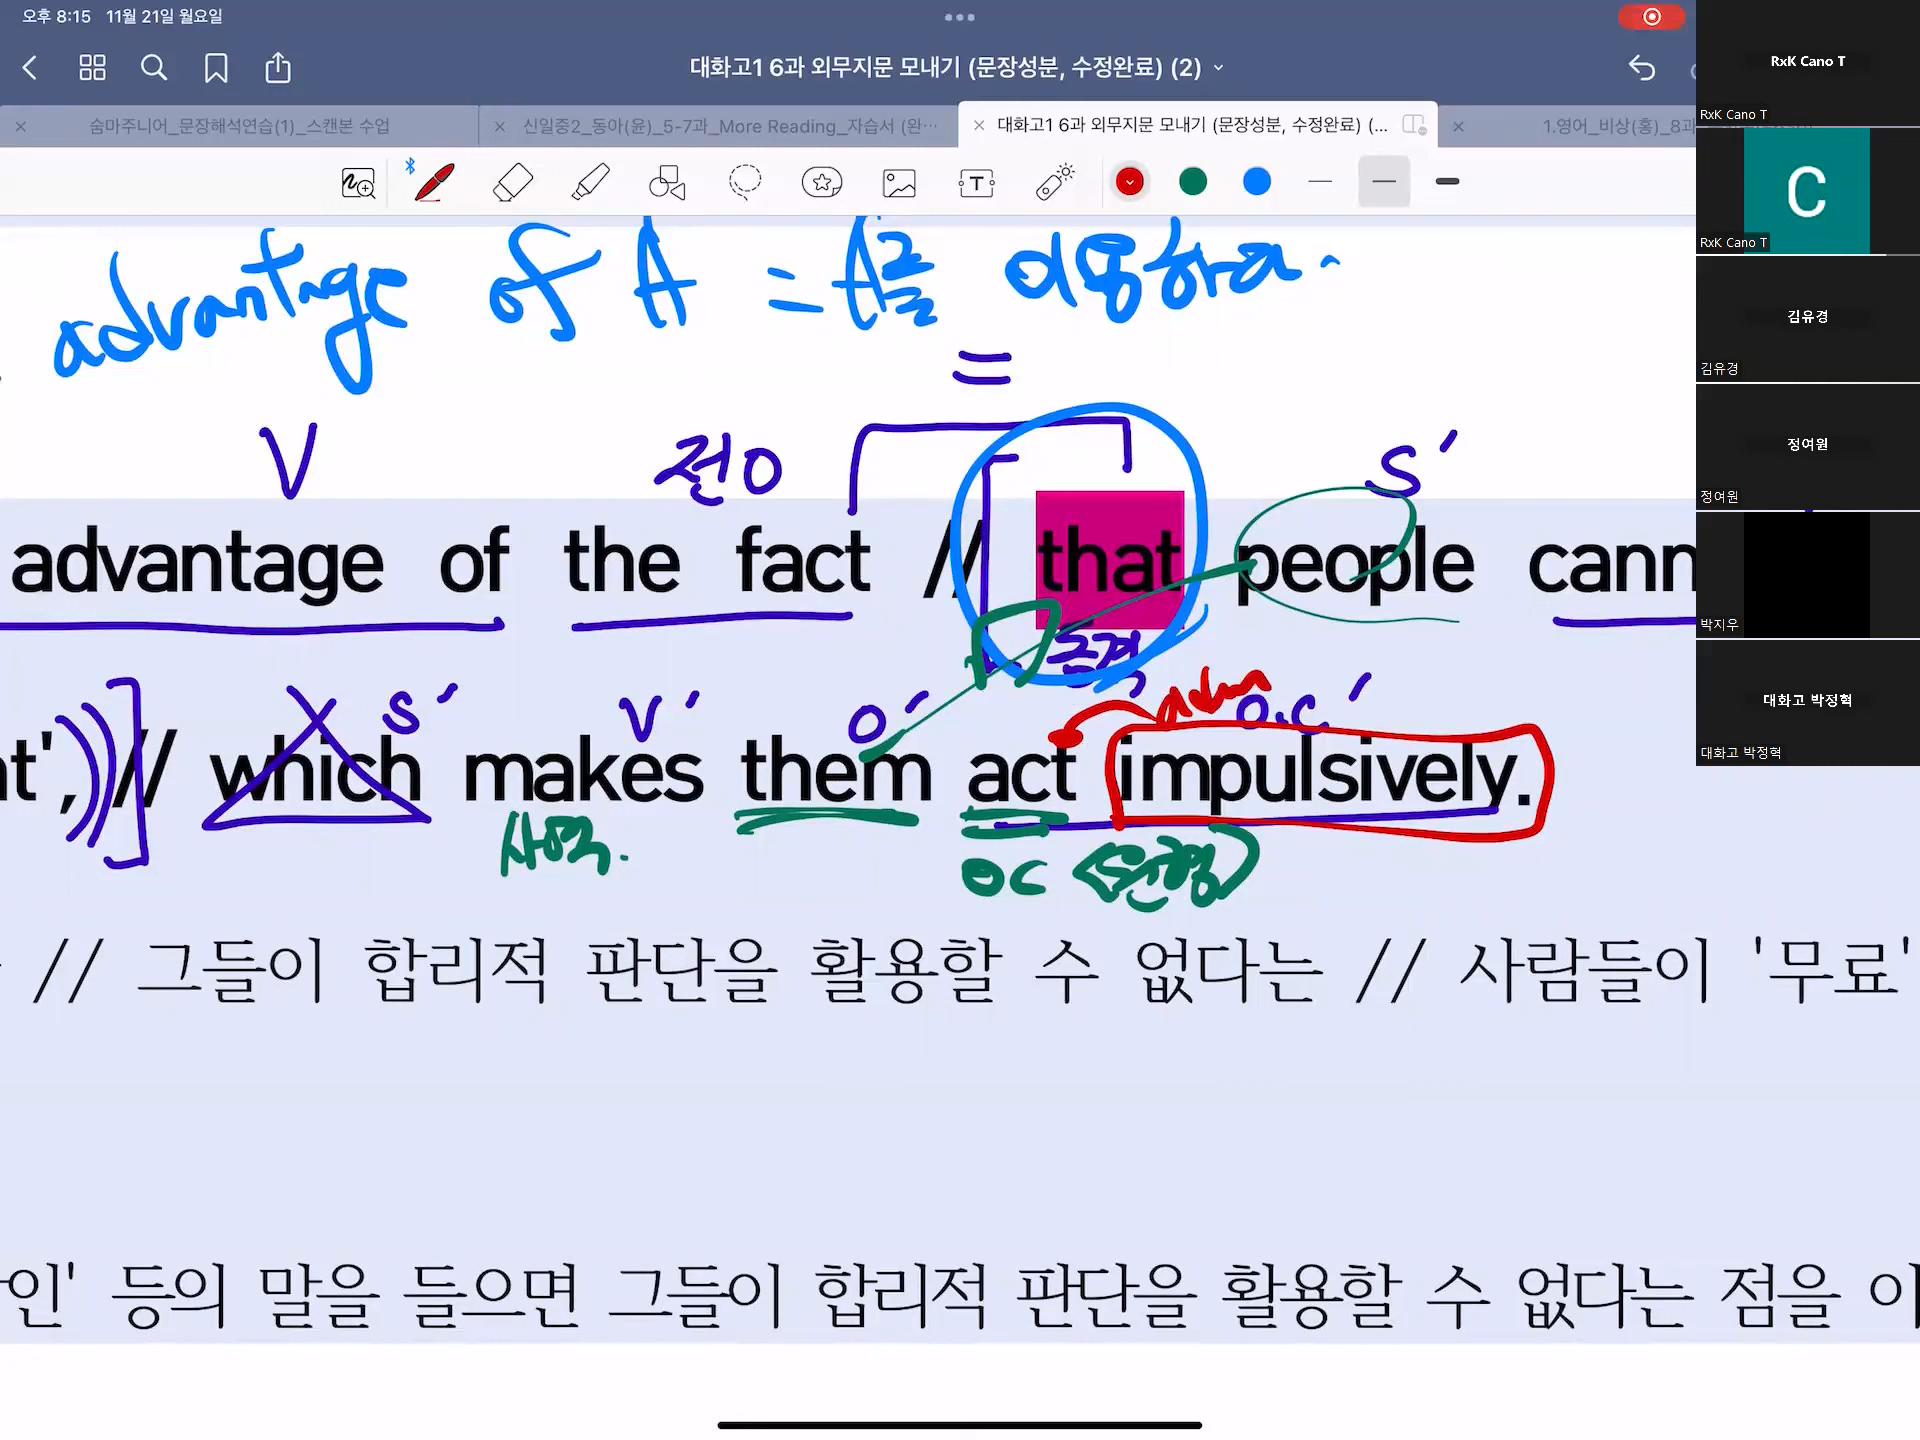 오후 8:15 11월 21일 월요일
대화고1 6과 외무지문 모내기 (문장성분, 수정완료) (2)
숨마주니어_문장해석연습(1)_스캔본 수업
신일중2_동아(윤)_5-7과_More Reading_자습서 (완…
대화고1 6과 외무지문 모내기 (문장성분, 수정완료) (...
1.영어_비상(홍)_8과
advantage of A = A를 이용하다.
=
V 전O S'
advantage of the fact // that people cann
동격
S' V' O' adv O.C'
nt', // which makes them act impulsively.
사역. OC (원형)
// 그들이 합리적 판단을 활용할 수 없다는 // 사람들이 '무료'
인' 등의 말을 들으면 그들이 합리적 판단을 활용할 수 없다는 점을 이
RxK Cano T
RxK Cano T
C
RxK Cano T
김유경
김유경
정여원
정여원
박지우
대화고 박정혁
대화고 박정혁